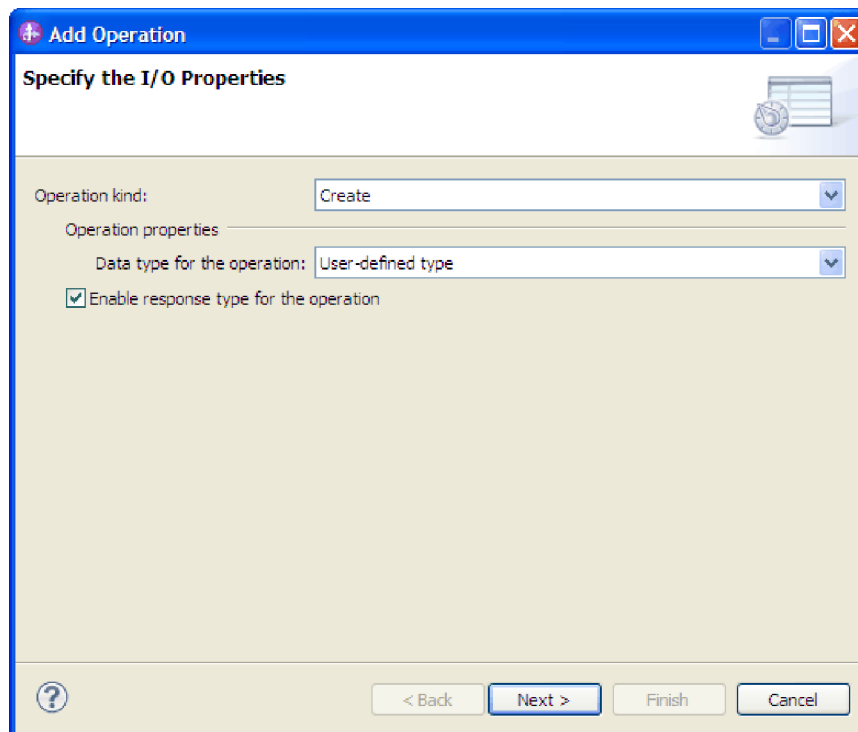 Add Operation
Specify the I/O Properties
Operation kind: Create
Operation properties
Data type for the operation: User-defined type
Enable response type for the operation
? < Back Next > Finish Cancel